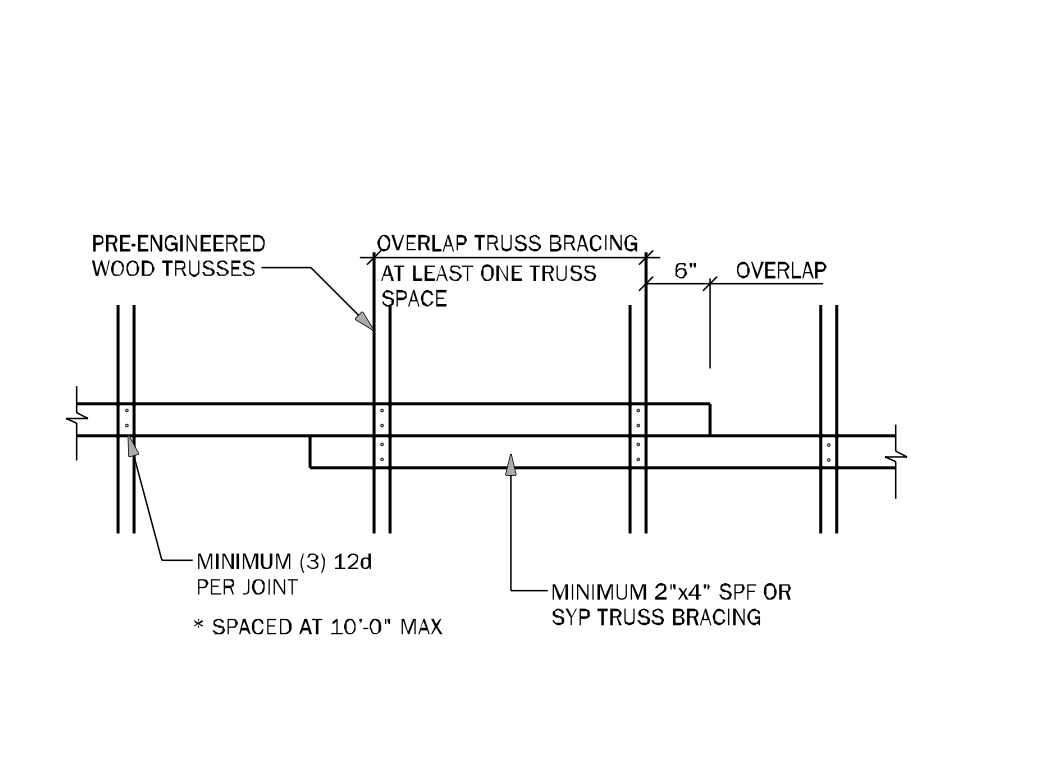 PRE-ENGINEERED
WOOD TRUSSES
OVERLAP TRUSS BRACING
AT LEAST ONE TRUSS
SPACE
6" OVERLAP
MINIMUM (3) 12d
PER JOINT
* SPACED AT 10'-0" MAX
MINIMUM 2"x4" SPF OR
SYP TRUSS BRACING